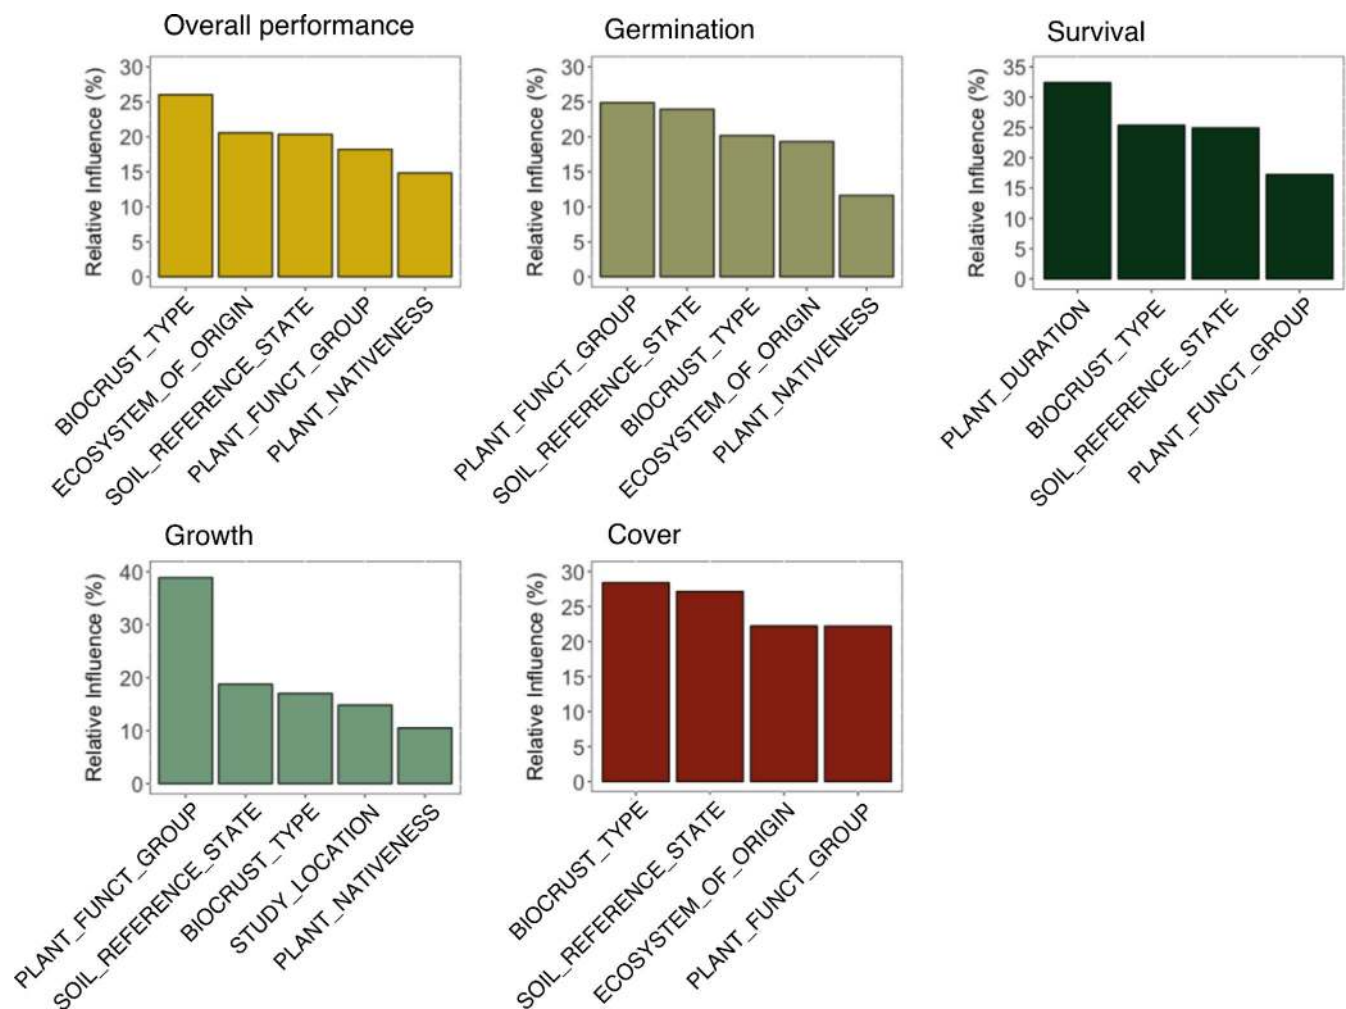 Overall performance
Relative Influence (%)
30
25
20
15
10
5
0
BIOCRUST_TYPE
ECOSYSTEM_OF_ORIGIN
SOIL_REFERENCE_STATE
PLANT_FUNCT_GROUP
PLANT_NATIVENESS
Germination
Relative Influence (%)
30
25
20
15
10
5
0
PLANT_FUNCT_GROUP
SOIL_REFERENCE_STATE
BIOCRUST_TYPE
ECOSYSTEM_OF_ORIGIN
PLANT_NATIVENESS
Survival
Relative Influence (%)
35
30
25
20
15
10
5
0
PLANT_DURATION
BIOCRUST_TYPE
SOIL_REFERENCE_STATE
PLANT_FUNCT_GROUP
Growth
Relative Influence (%)
40
30
20
10
0
PLANT_FUNCT_GROUP
SOIL_REFERENCE_STATE
BIOCRUST_TYPE
STUDY_LOCATION
PLANT_NATIVENESS
Cover
Relative Influence (%)
30
25
20
15
10
5
0
BIOCRUST_TYPE
SOIL_REFERENCE_STATE
ECOSYSTEM_OF_ORIGIN
PLANT_FUNCT_GROUP